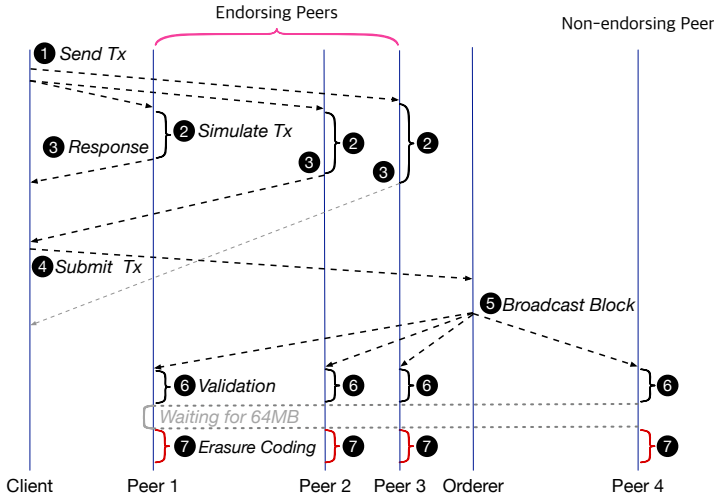 Endorsing Peers
Non-endorsing Peer
1 Send Tx
2 Simulate Tx
2
2
3 Response
3
3
4 Submit Tx
5 Broadcast Block
6 Validation
6
6
6
Waiting for 64MB
7 Erasure Coding
7
7
7
Client
Peer 1
Peer 2
Peer 3
Orderer
Peer 4